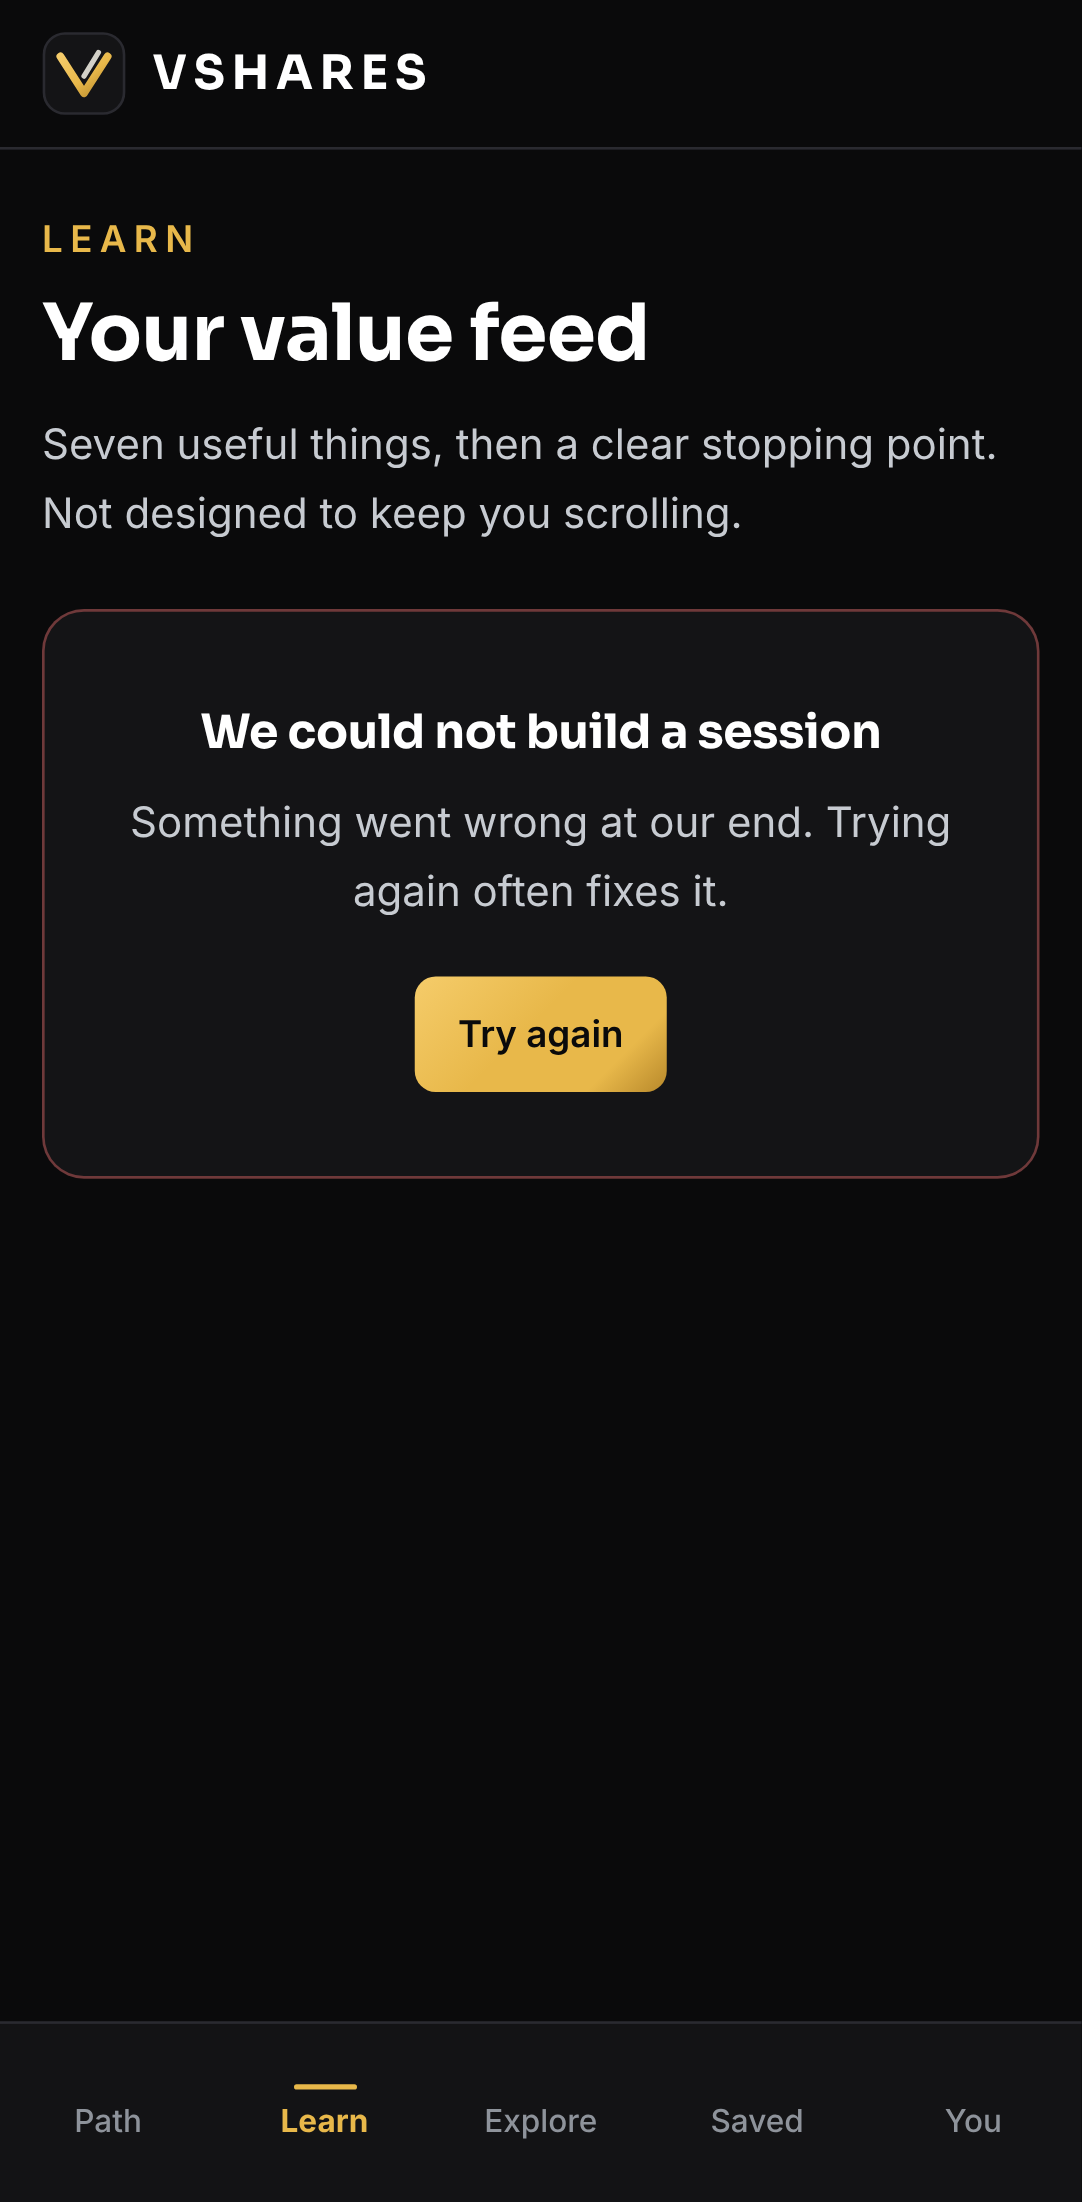 VSHARES
LEARN
Your value feed
Seven useful things, then a clear stopping point.
Not designed to keep you scrolling.
We could not build a session
Something went wrong at our end. Trying
again often fixes it.
Try again
Path
Learn
Explore
Saved
You